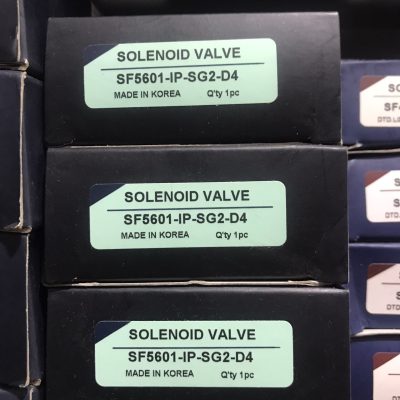 SOLENOID VALVE
SF5601-IP-SG2-D4
MADE IN KOREA Q'ty 1pc
SOLENOID VALVE
SF5601-IP-SG2-D4
MADE IN KOREA Q'ty 1pc
SOLENOID VALVE
SF5601-IP-SG2-D4
MADE IN KOREA Q'ty 1pc